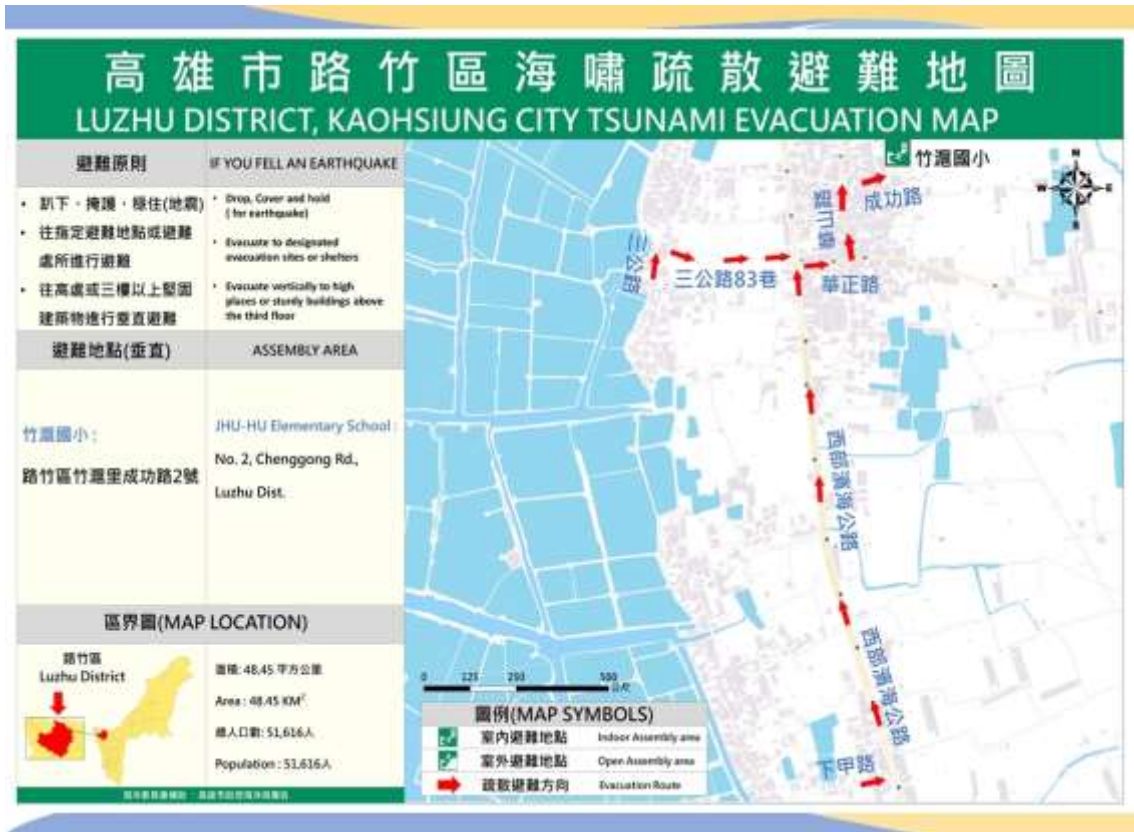 高雄市路竹區海嘯疏散避難地圖
LUZHU DISTRICT, KAOHSIUNG CITY TSUNAMI EVACUATION MAP
避難原則
IF YOU FELL AN EARTHQUAKE
• 趴下、掩護、穩住(地震)
• 往指定避難地點或避難
處所進行避難
• 往高處或三樓以上堅固
建築物進行垂直避難
• Drop, Cover and hold
( for earthquake)
• Evacuate to designated
evacuation sites or shelters
• Evacuate vertically to high
places or sturdy buildings above
the third floor
避難地點(垂直)
ASSEMBLY AREA
竹滬國小:
路竹區竹滬里成功路2號
JHU-HU Elementary School :
No. 2, Chenggong Rd.,
Luzhu Dist.
區界圖(MAP LOCATION)
路竹區
Luzhu District
面積: 48.45 平方公里
Area : 48.45 KM²
總人口數: 51,616人
Population : 51,616人
竹滬國小
N
W
E
S
成功路
三公路
三公路83巷
華正路
西部濱海公路
西部濱海公路
下甲路
0 125 250 500
公尺
圖例(MAP SYMBOLS)
室內避難地點 Indoor Assembly area
室外避難地點 Open Assembly area
疏散避難方向 Evacuation Route